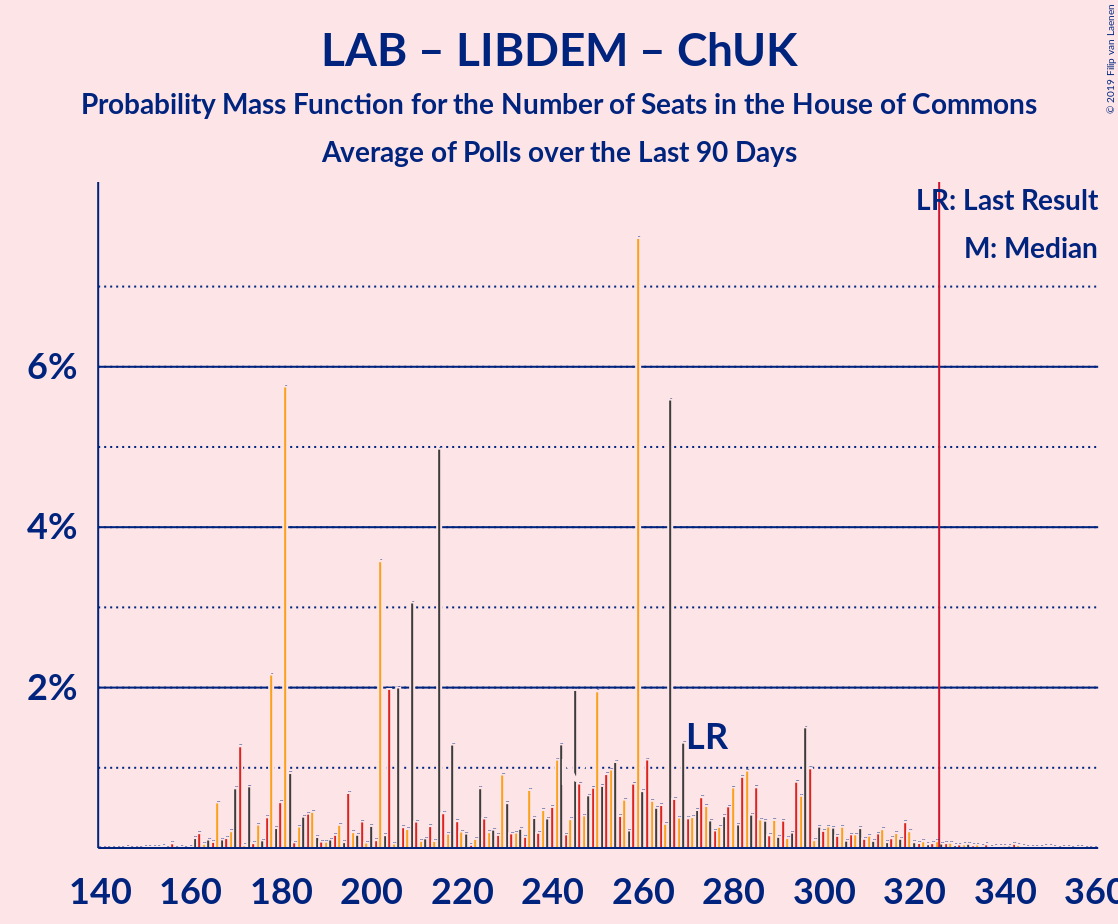 LAB – LIBDEM – ChUK
Probability Mass Function for the Number of Seats in the House of Commons
Average of Polls over the Last 90 Days
© 2019 Filip van Laenen
LR: Last Result
M: Median
6%
4%
2%
LR
140 160 180 200 220 240 260 280 300 320 340 360